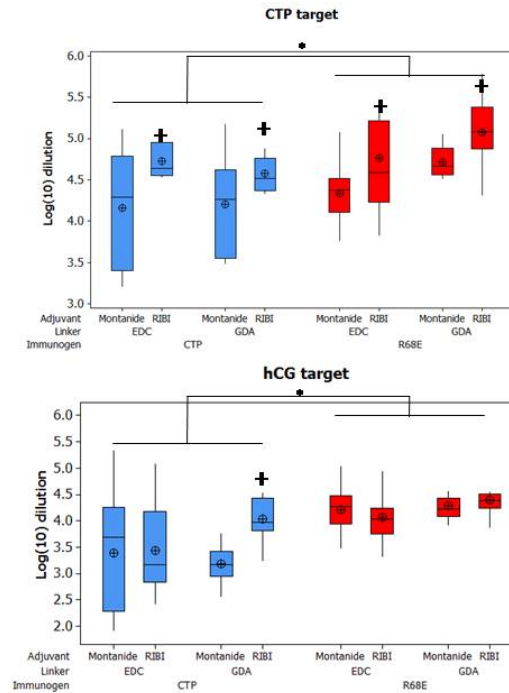 CTP target
*
6.0
5.5
5.0
4.5
4.0
3.5
3.0
Log(10) dilution
+ + + +
Adjuvant Montanide RIBI Montanide RIBI Montanide RIBI Montanide RIBI
Linker EDC GDA EDC GDA
Immunogen CTP R68E
hCG target
*
6.0
5.5
5.0
4.5
4.0
3.5
3.0
2.5
2.0
Log(10) dilution
+
Adjuvant Montanide RIBI Montanide RIBI Montanide RIBI Montanide RIBI
Linker EDC GDA EDC GDA
Immunogen CTP R68E